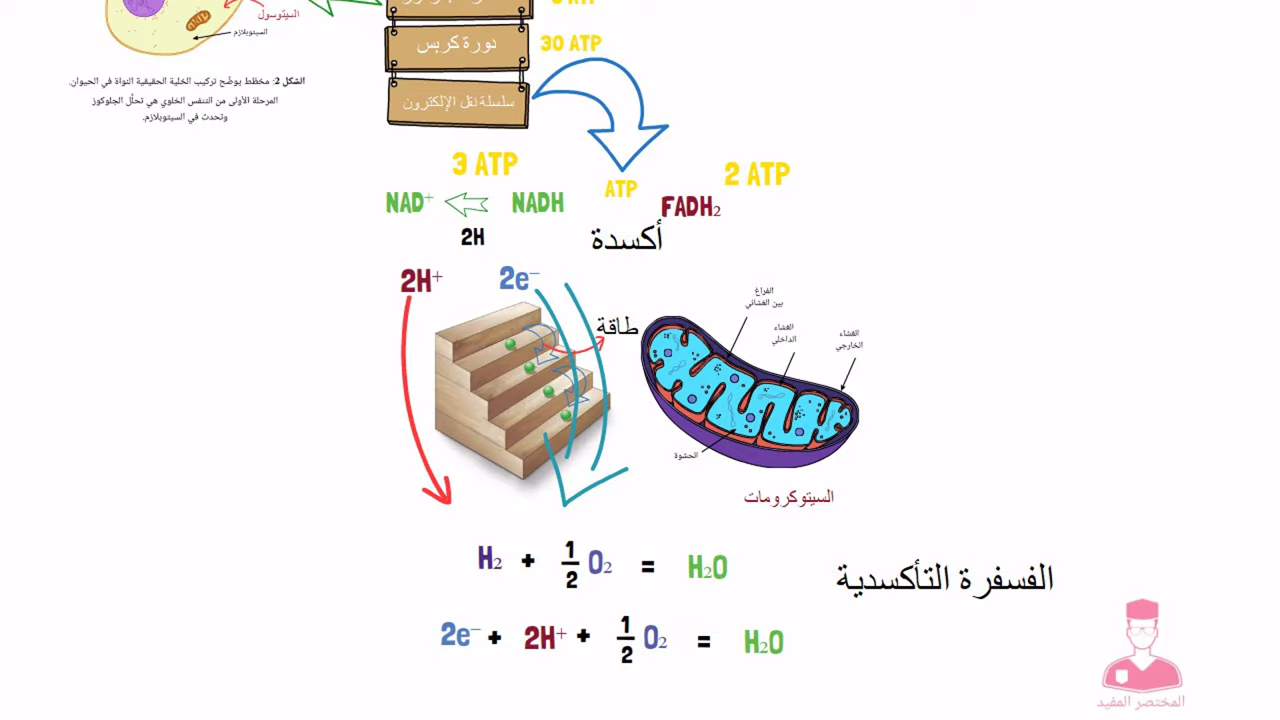 السيتوسول
السيتوبلازم
الشكل 2: مخطط يوضّح تركيب الخلية الحقيقية النواة في الحيوان.
المرحلة الأولى من التنفس الخلوي هي تحلُّل الجلوكوز
وتحدث في السيتوبلازم.
دورة كربس
30 ATP
سلسلة نقل الإلكترون
3 ATP
2 ATP
ATP
NAD⁺
NADH
FADH₂
2H
أكسدة
2H⁺
2e⁻
طاقة
الفراغ
بين الغشائي
الغشاء
الداخلي
الغشاء
الخارجي
الحشوة
السيتوكرومات
H₂ + 1/2 O₂ = H₂O
الفسفرة التأكسدية
2e⁻ + 2H⁺ + 1/2 O₂ = H₂O
المختصر المفيد